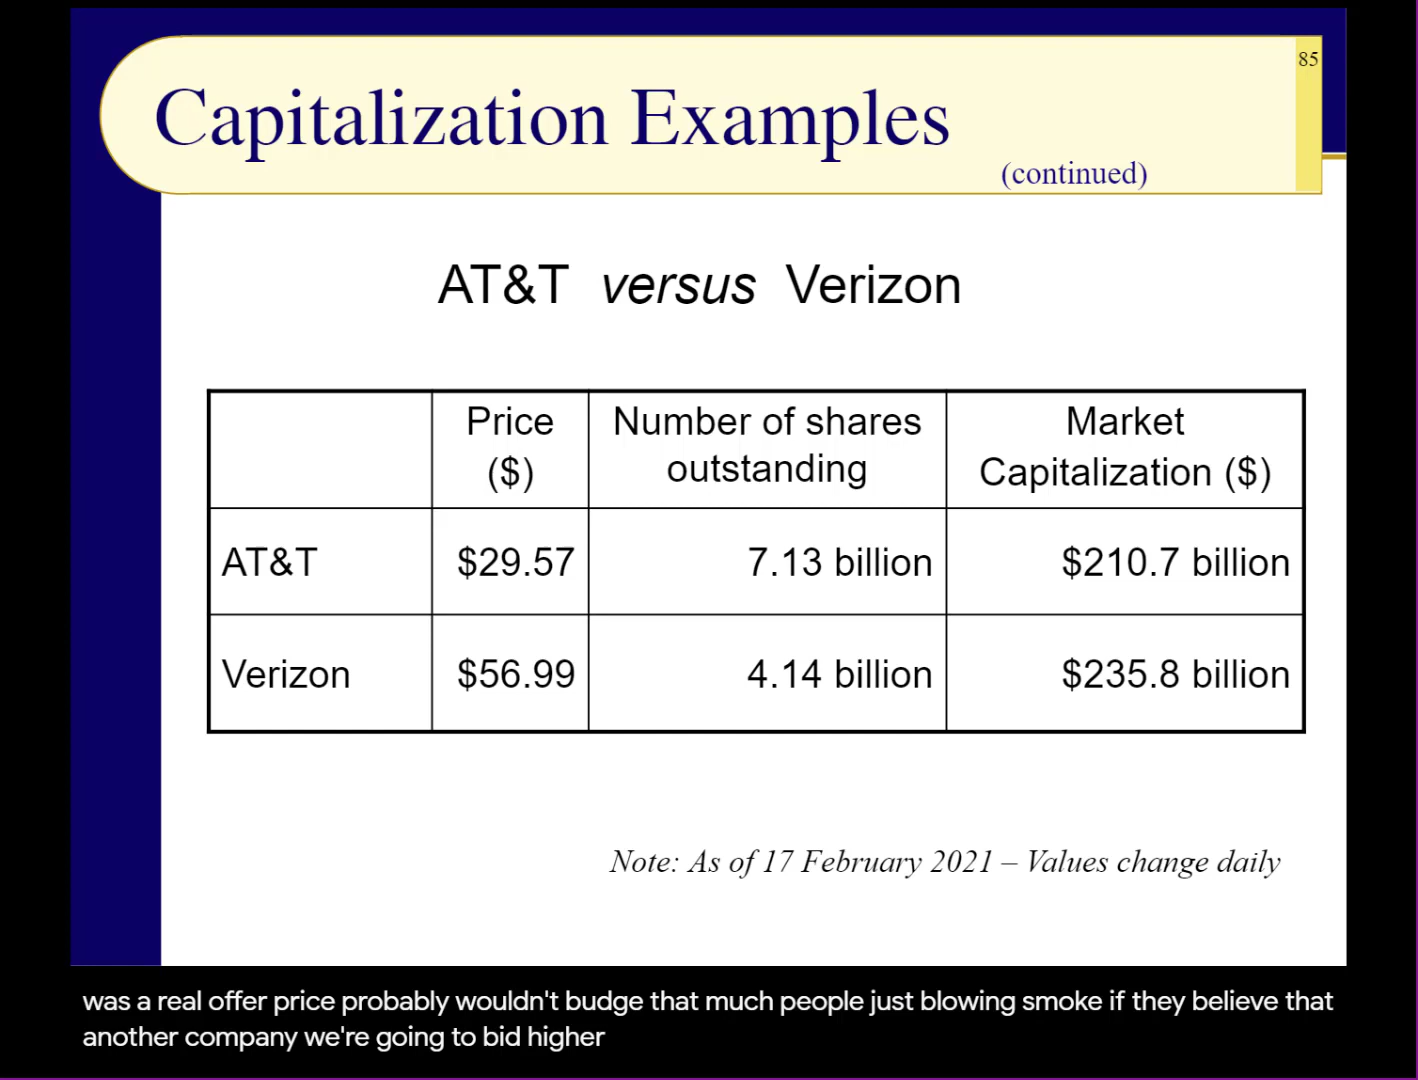 85
Capitalization Examples
(continued)
AT&T versus Verizon
Price ($) Number of shares outstanding Market Capitalization ($)
AT&T $29.57 7.13 billion $210.7 billion
Verizon $56.99 4.14 billion $235.8 billion
Note: As of 17 February 2021 – Values change daily
was a real offer price probably wouldn't budge that much people just blowing smoke if they believe that
another company we're going to bid higher